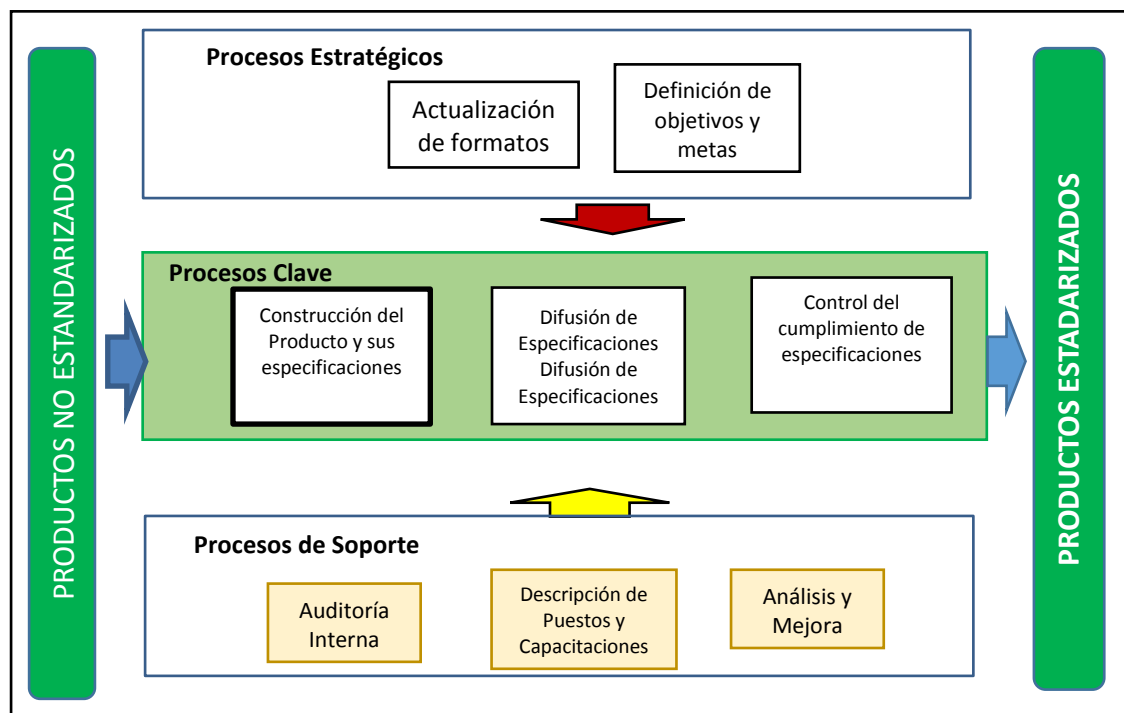 PRODUCTOS NO ESTANDARIZADOS
Procesos Estratégicos
Actualización
de formatos
Definición de
objetivos y
metas
Procesos Clave
Construcción del
Producto y sus
especificaciones
Difusión de
Especificaciones
Difusión de
Especificaciones
Control del
cumplimiento de
especificaciones
Procesos de Soporte
Auditoría
Interna
Descripción de
Puestos y
Capacitaciones
Análisis y
Mejora
PRODUCTOS ESTADARIZADOS